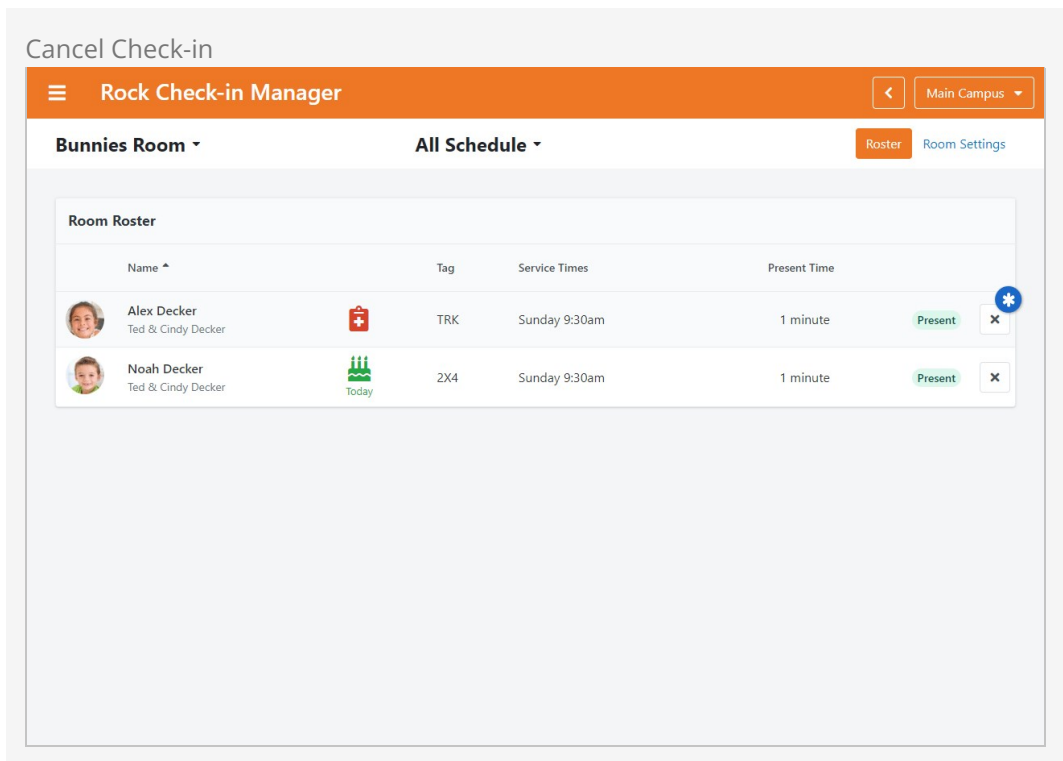 Cancel Check-in
Rock Check-in Manager
Main Campus
Bunnies Room All Schedule Roster Room Settings
Room Roster
Name Tag Service Times Present Time
Alex Decker
Ted & Cindy Decker
TRK Sunday 9:30am 1 minute Present
Noah Decker
Ted & Cindy Decker
Today
2X4 Sunday 9:30am 1 minute Present